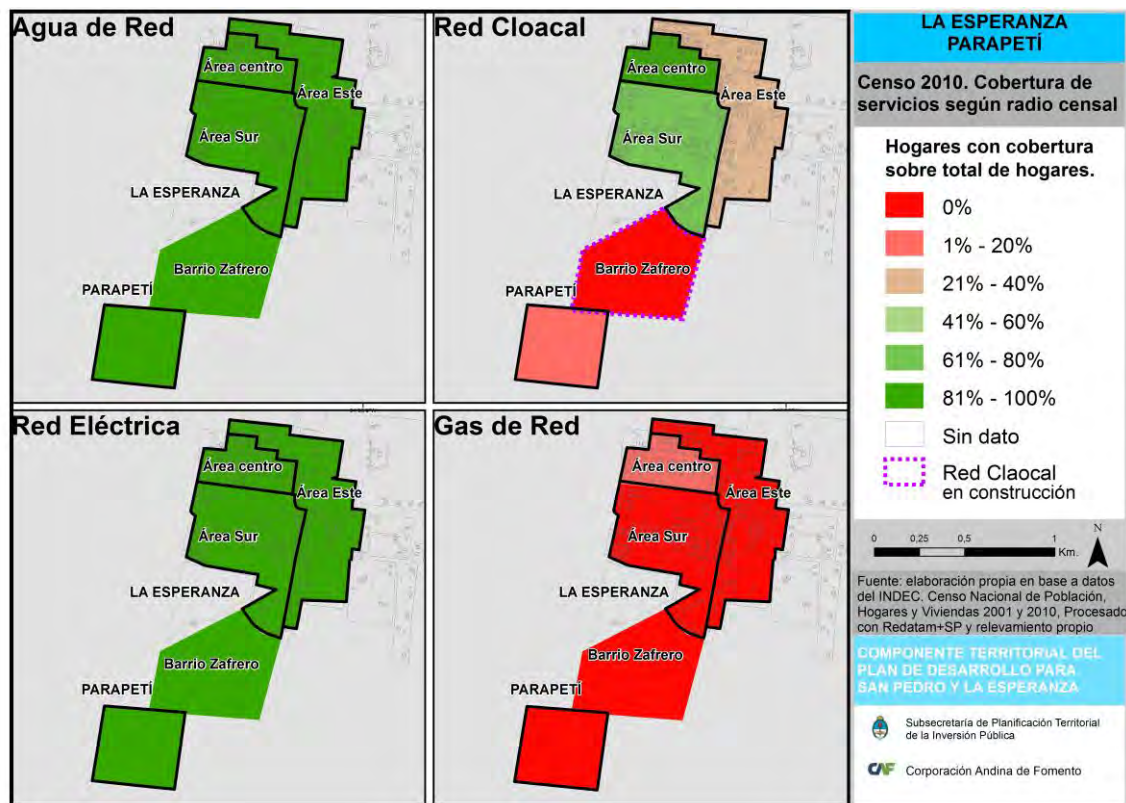 Agua de Red
Área centro
Área Este
Área Sur
LA ESPERANZA
Barrio Zafrero
PARAPETÍ
Red Cloacal
Área centro
Área Este
Área Sur
LA ESPERANZA
Barrio Zafrero
PARAPETÍ
Red Eléctrica
Área centro
Área Este
Área Sur
LA ESPERANZA
Barrio Zafrero
PARAPETÍ
Gas de Red
Área centro
Área Este
Área Sur
LA ESPERANZA
Barrio Zafrero
PARAPETÍ
LA ESPERANZA
PARAPETÍ
Censo 2010. Cobertura de
servicios según radio censal
Hogares con cobertura
sobre total de hogares.
0%
1% - 20%
21% - 40%
41% - 60%
61% - 80%
81% - 100%
Sin dato
Red Claocal
en construcción
N
0 0,25 0,5 1
Km.
Fuente: elaboración propia en base a datos
del INDEC. Censo Nacional de Población,
Hogares y Viviendas 2001 y 2010, Procesado
con Redatam+SP y relevamiento propio
COMPONENTE TERRITORIAL DEL
PLAN DE DESARROLLO PARA
SAN PEDRO Y LA ESPERANZA
Subsecretaría de Planificación Territorial
de la Inversión Pública
CAF Corporación Andina de Fomento